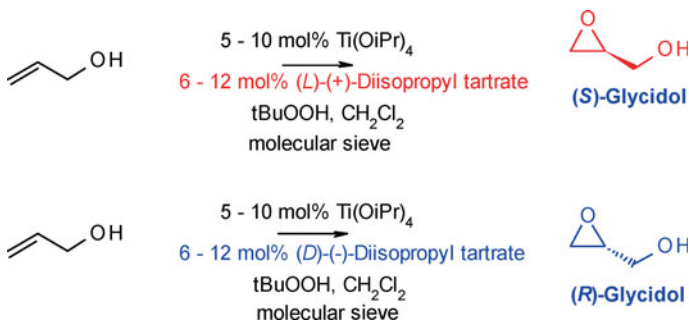 5 - 10 mol% Ti(OiPr)4
OH
6 - 12 mol% (L)-(+)-Diisopropyl tartrate
tBuOOH, CH2Cl2
molecular sieve
O
OH
(S)-Glycidol
5 - 10 mol% Ti(OiPr)4
OH
6 - 12 mol% (D)-(-)-Diisopropyl tartrate
tBuOOH, CH2Cl2
molecular sieve
O
OH
(R)-Glycidol